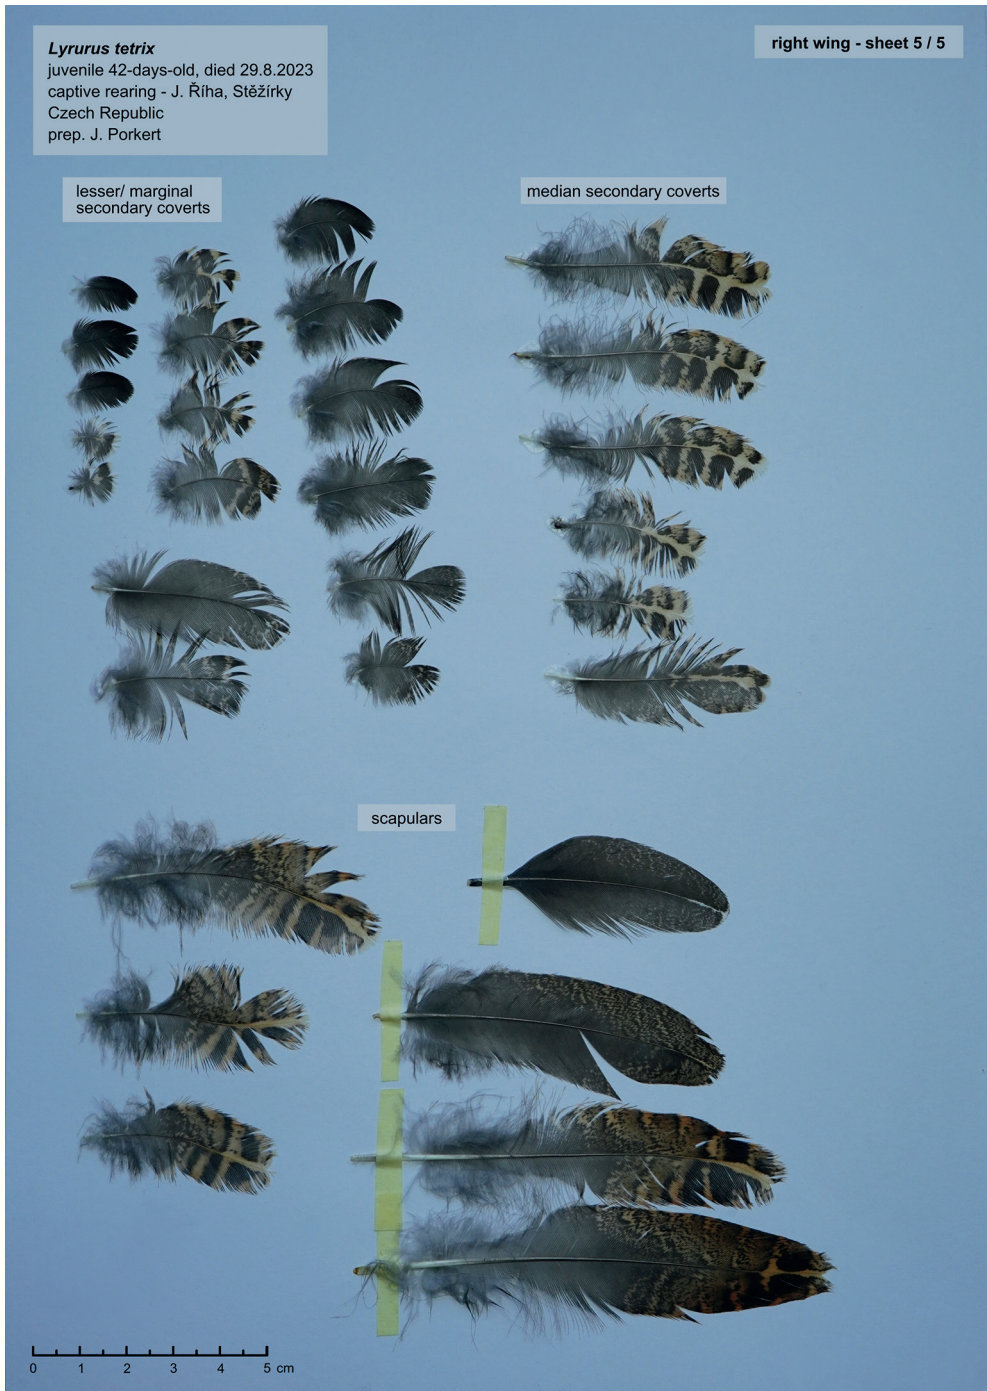 Lyrurus tetrix
juvenile 42-days-old, died 29.8.2023
captive rearing - J. Říha, Stěžírky
Czech Republic
prep. J. Porkert
right wing - sheet 5 / 5
lesser/ marginal
secondary coverts
median secondary coverts
scapulars
0 1 2 3 4 5 cm